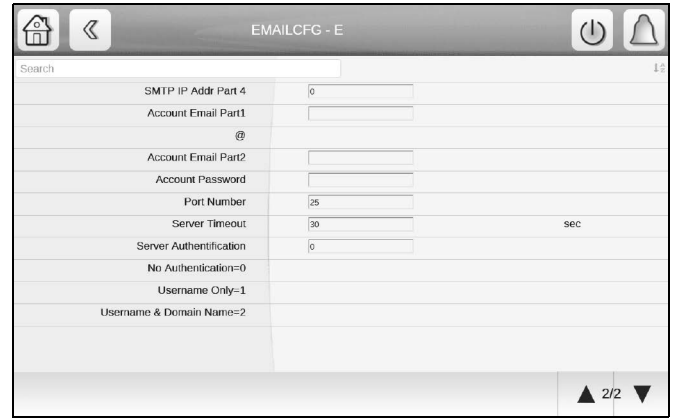 EMAILCFG - E
Search
SMTP IP Addr Part 4 0
Account Email Part1
@
Account Email Part2
Account Password
Port Number 25
Server Timeout 30 sec
Server Authentification 0
No Authentication=0
Username Only=1
Username & Domain Name=2
2/2